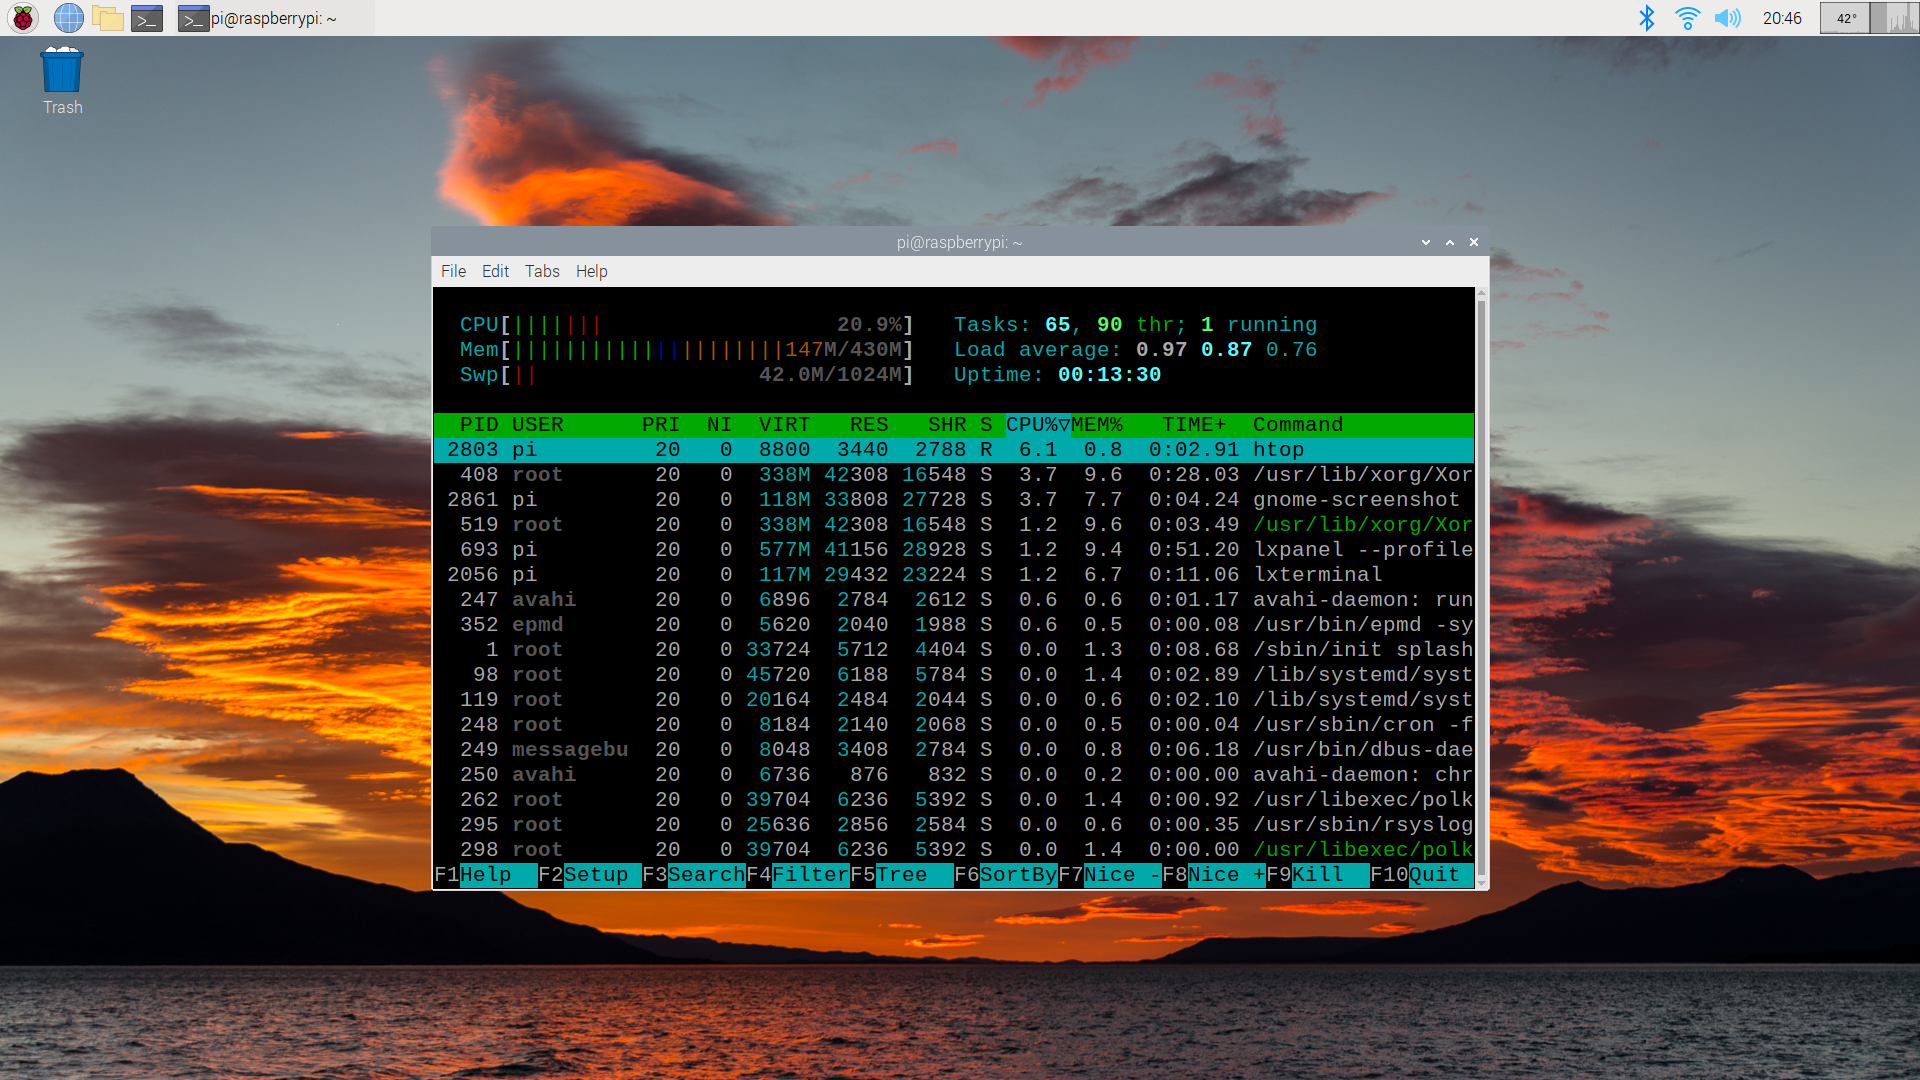 pi@raspberrypi: ~
20:46
42°
Trash
pi@raspberrypi: ~
File Edit Tabs Help
CPU[||||||| 20.9%] Tasks: 65, 90 thr; 1 running
Mem[|||||||||||||||||||||147M/430M] Load average: 0.97 0.87 0.76
Swp[|| 42.0M/1024M] Uptime: 00:13:30
PID USER PRI NI VIRT RES SHR S CPU%▽MEM% TIME+ Command
2803 pi 20 0 8800 3440 2788 R 6.1 0.8 0:02.91 htop
408 root 20 0 338M 42308 16548 S 3.7 9.6 0:28.03 /usr/lib/xorg/Xor
2861 pi 20 0 118M 33808 27728 S 3.7 7.7 0:04.24 gnome-screenshot
519 root 20 0 338M 42308 16548 S 1.2 9.6 0:03.49 /usr/lib/xorg/Xor
693 pi 20 0 577M 41156 28928 S 1.2 9.4 0:51.20 lxpanel --profile
2056 pi 20 0 117M 29432 23224 S 1.2 6.7 0:11.06 lxterminal
247 avahi 20 0 6896 2784 2612 S 0.6 0.6 0:01.17 avahi-daemon: run
352 epmd 20 0 5620 2040 1988 S 0.6 0.5 0:00.08 /usr/bin/epmd -sy
1 root 20 0 33724 5712 4404 S 0.0 1.3 0:08.68 /sbin/init splash
98 root 20 0 45720 6188 5784 S 0.0 1.4 0:02.89 /lib/systemd/syst
119 root 20 0 20164 2484 2044 S 0.0 0.6 0:02.10 /lib/systemd/syst
248 root 20 0 8184 2140 2068 S 0.0 0.5 0:00.04 /usr/sbin/cron -f
249 messagebu 20 0 8048 3408 2784 S 0.0 0.8 0:06.18 /usr/bin/dbus-dae
250 avahi 20 0 6736 876 832 S 0.0 0.2 0:00.00 avahi-daemon: chr
262 root 20 0 39704 6236 5392 S 0.0 1.4 0:00.92 /usr/libexec/polk
295 root 20 0 25636 2856 2584 S 0.0 0.6 0:00.35 /usr/sbin/rsyslog
298 root 20 0 39704 6236 5392 S 0.0 1.4 0:00.00 /usr/libexec/polk
F1Help F2Setup F3SearchF4FilterF5Tree F6SortByF7Nice -F8Nice +F9Kill F10Quit